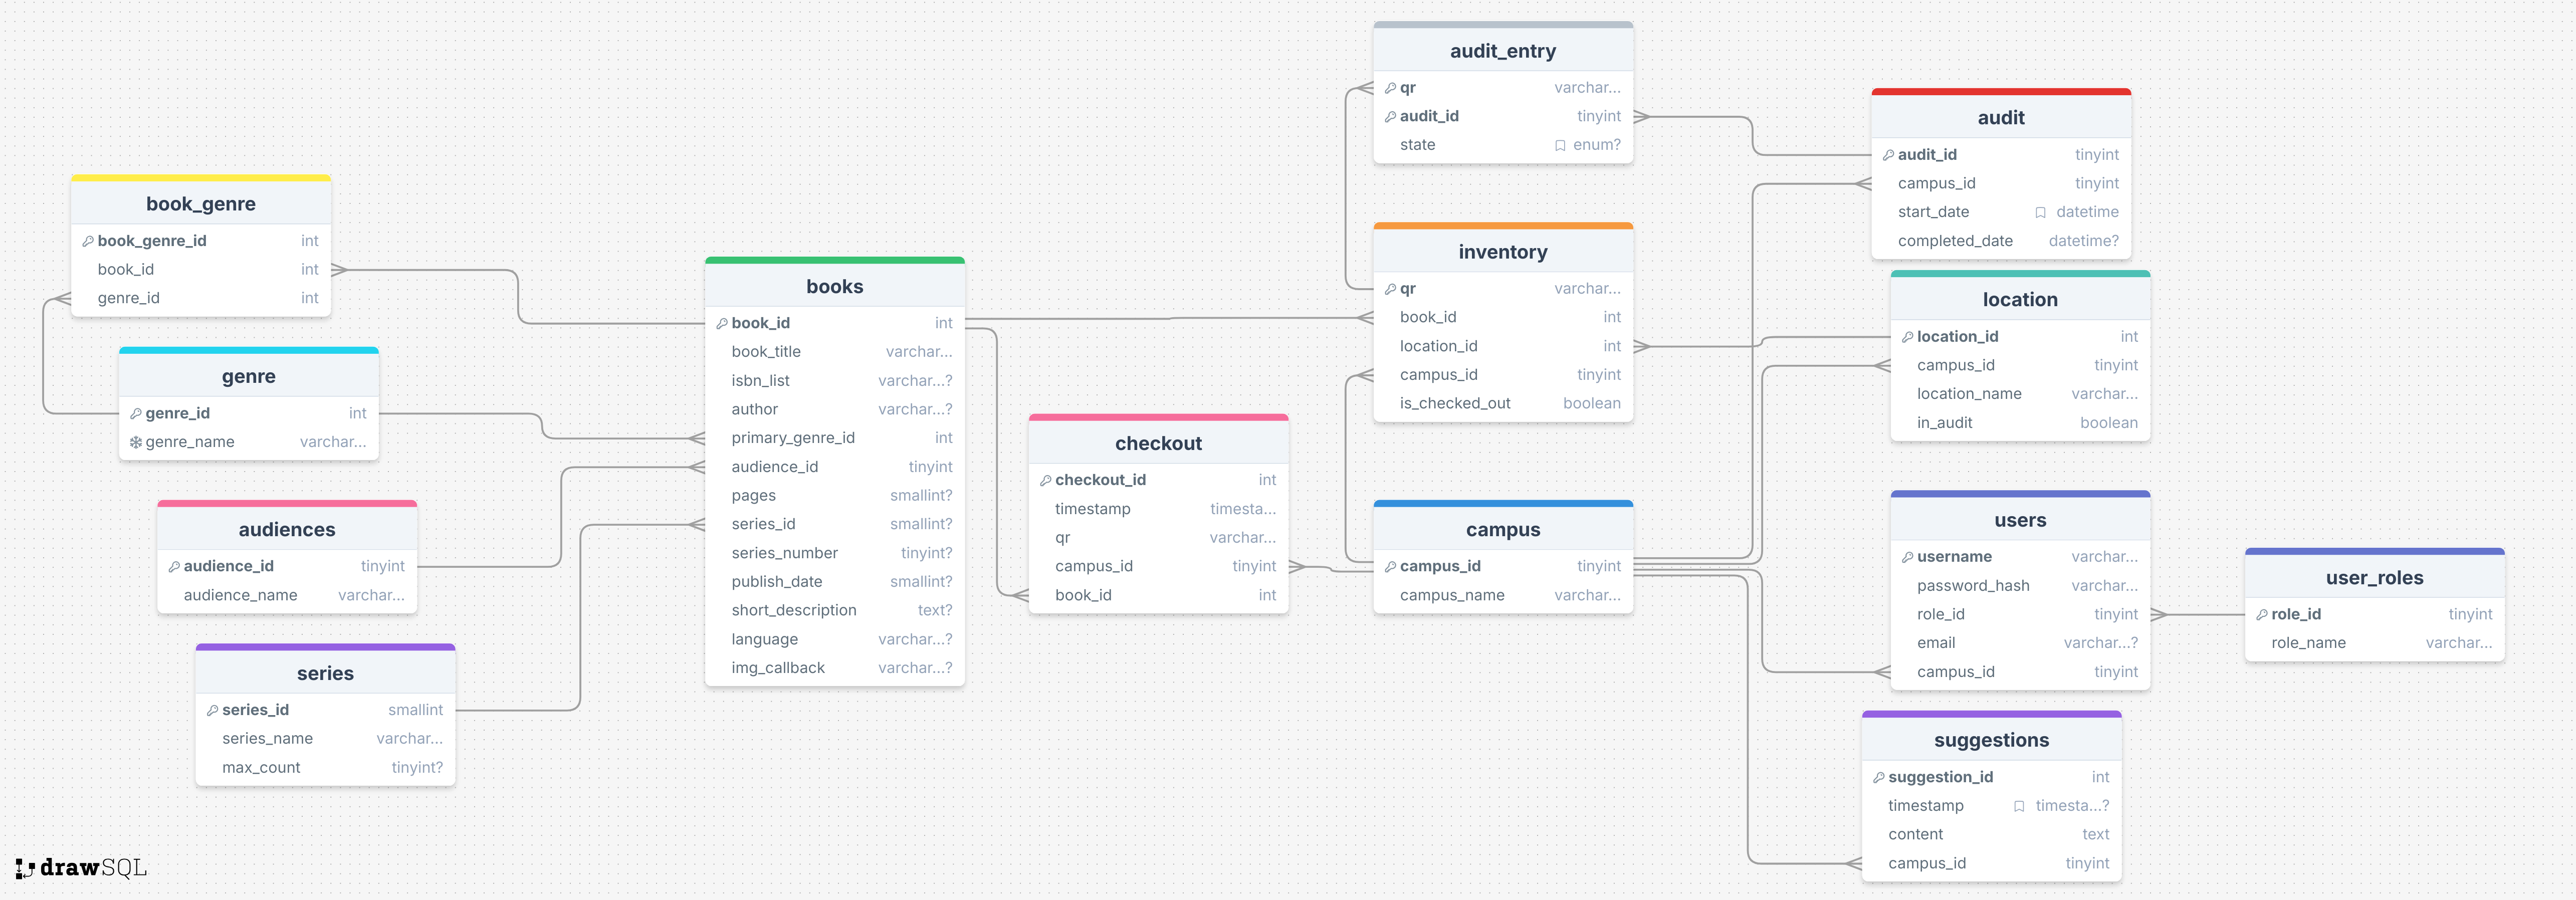 audit_entry
qr varchar...
audit_id tinyint
state enum?
audit
audit_id tinyint
campus_id tinyint
start_date datetime
completed_date datetime?
book_genre
book_genre_id int
book_id int
genre_id int
inventory
qr varchar...
book_id int
location_id int
campus_id tinyint
is_checked_out boolean
books
book_id int
book_title varchar...
isbn_list varchar...?
author varchar...?
primary_genre_id int
audience_id tinyint
pages smallint?
series_id smallint?
series_number tinyint?
publish_date smallint?
short_description text?
language varchar...?
img_callback varchar...?
location
location_id int
campus_id tinyint
location_name varchar...
in_audit boolean
genre
genre_id int
genre_name varchar...
checkout
checkout_id int
timestamp timesta...
qr varchar...
campus_id tinyint
book_id int
audiences
audience_id tinyint
audience_name varchar...
campus
campus_id tinyint
campus_name varchar...
users
username varchar...
password_hash varchar...
role_id tinyint
email varchar...?
campus_id tinyint
user_roles
role_id tinyint
role_name varchar...
series
series_id smallint
series_name varchar...
max_count tinyint?
suggestions
suggestion_id int
timestamp timesta...?
content text
campus_id tinyint
drawSQL